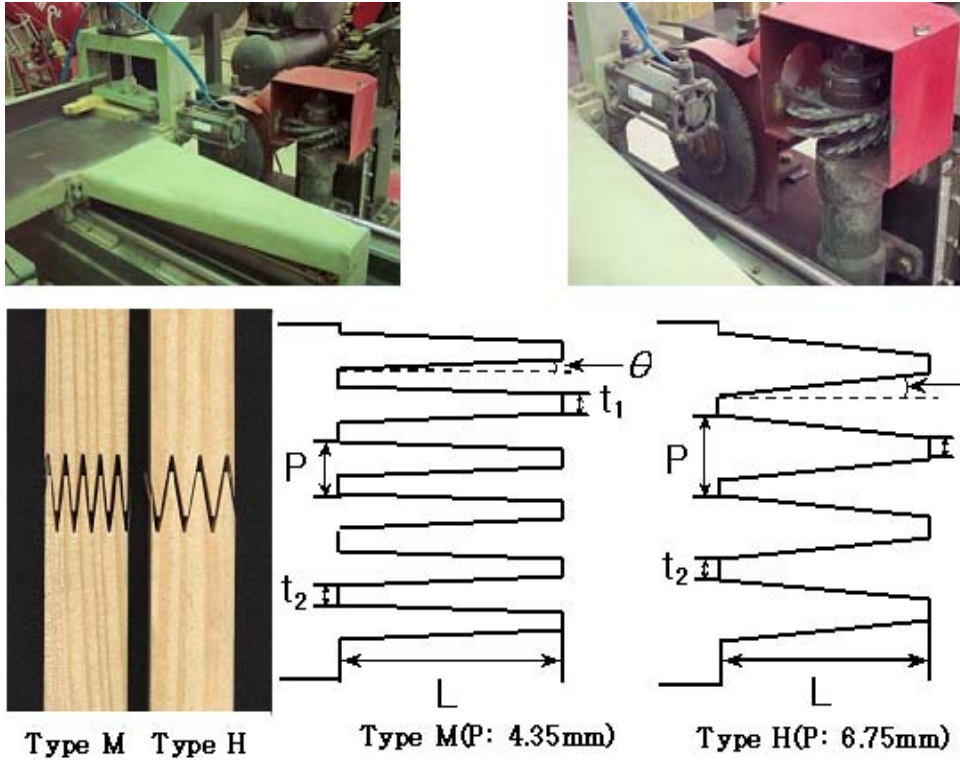 θ
t₁
P
t₂
L
P
t₂
L
Type M Type H
Type M(P: 4.35mm)
Type H(P: 6.75mm)